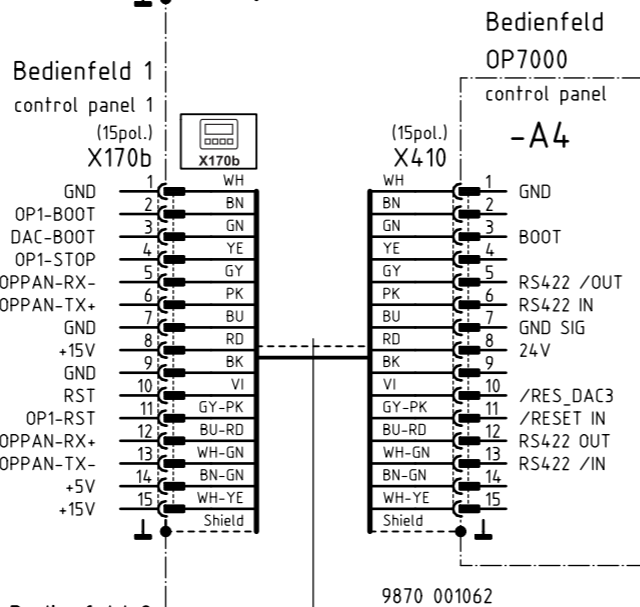 Bedienfeld
OP7000
control panel
-A4
Bedienfeld 1
control panel 1
(15pol.)
X170b
X170b
(15pol.)
X410
GND 1 WH WH 1 GND
OP1-BOOT 2 BN BN 2
DAC-BOOT 3 GN GN 3 BOOT
OP1-STOP 4 YE YE 4
OPPAN-RX- 5 GY GY 5 RS422 /OUT
OPPAN-TX+ 6 PK PK 6 RS422 IN
GND 7 BU BU 7 GND SIG
+15V 8 RD RD 8 24V
GND 9 BK BK 9
RST 10 VI VI 10 /RES_DAC3
OP1-RST 11 GY-PK GY-PK 11 /RESET IN
OPPAN-RX+ 12 BU-RD BU-RD 12 RS422 OUT
OPPAN-TX- 13 WH-GN WH-GN 13 RS422 /IN
+5V 14 BN-GN BN-GN 14
+15V 15 WH-YE WH-YE 15
Shield Shield
9870 001062